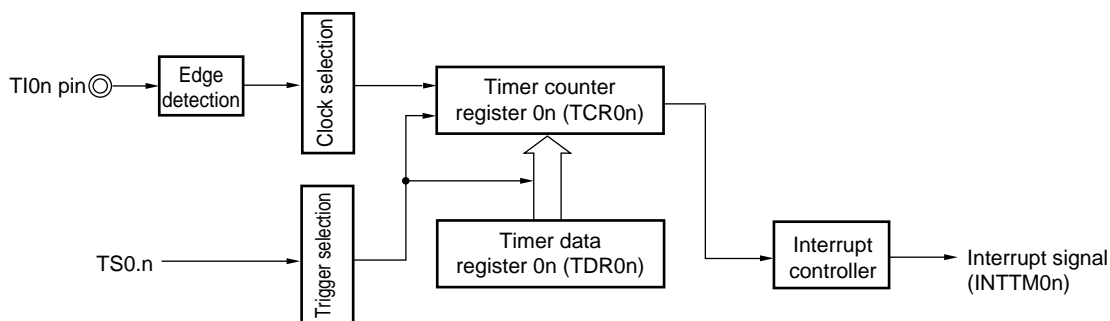 TI0n pin
Edge
detection
Clock selection
Timer counter
register 0n (TCR0n)
TS0.n
Trigger selection
Timer data
register 0n (TDR0n)
Interrupt
controller
Interrupt signal
(INTTM0n)